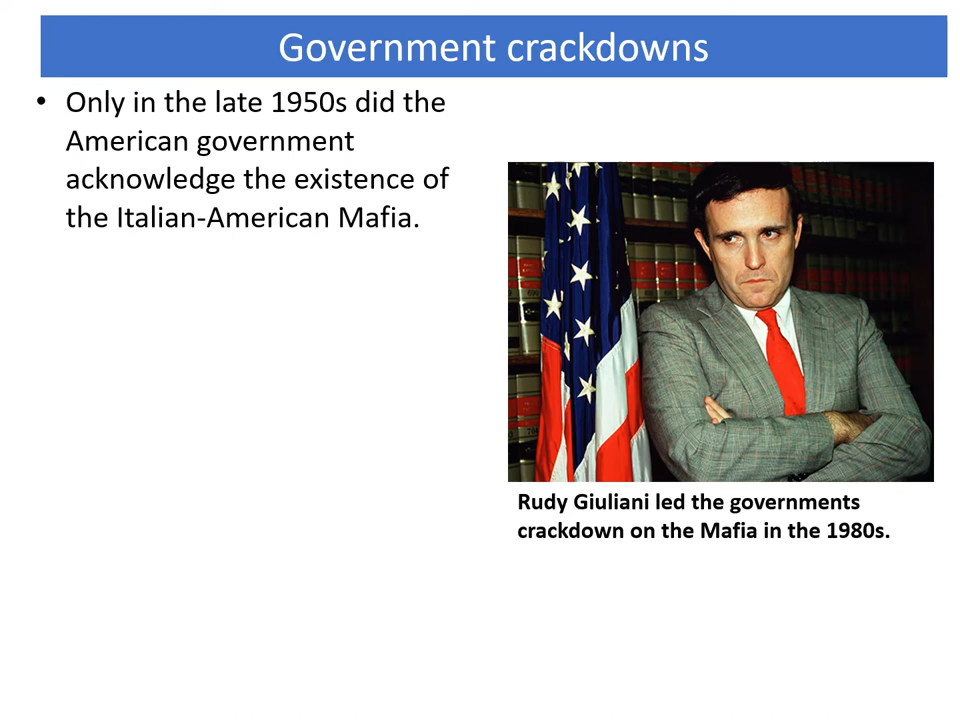 Government crackdowns
• Only in the late 1950s did the
American government
acknowledge the existence of
the Italian-American Mafia.
Rudy Giuliani led the governments
crackdown on the Mafia in the 1980s.